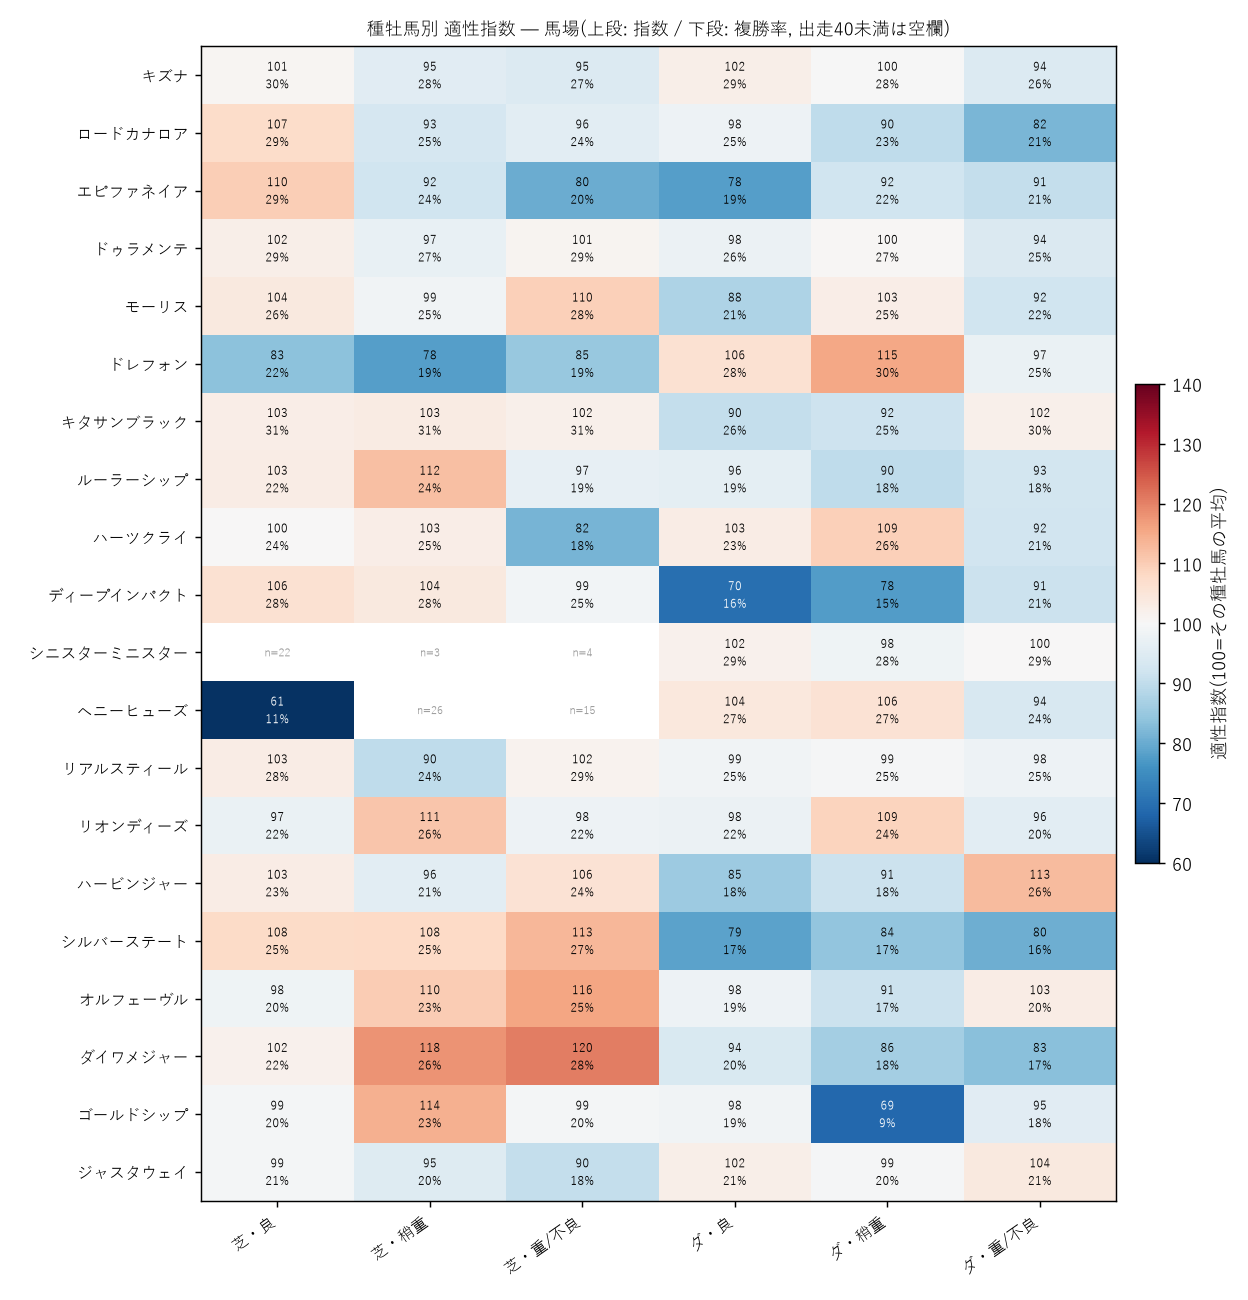 種牡馬別 適性指数 — 馬場(上段: 指数 / 下段: 複勝率, 出走40未満は空欄)
キズナ
101 95 95 102 100 94
30% 28% 27% 29% 28% 26%
ロードカナロア
107 93 96 98 90 82
29% 25% 24% 25% 23% 21%
エピファネイア
110 92 80 78 92 91
29% 24% 20% 19% 22% 21%
ドゥラメンテ
102 97 101 98 100 94
29% 27% 29% 26% 27% 25%
モーリス
104 99 110 88 103 92
26% 25% 28% 21% 25% 22%
ドレフォン
83 78 85 106 115 97
22% 19% 19% 28% 30% 25%
キタサンブラック
103 103 102 90 92 102
31% 31% 31% 26% 25% 30%
ルーラーシップ
103 112 97 96 90 93
22% 24% 19% 19% 18% 18%
ハーツクライ
100 103 82 103 109 92
24% 25% 18% 23% 26% 21%
ディープインパクト
106 104 99 70 78 91
28% 28% 25% 16% 15% 21%
シニスターミニスター
n=22 n=3 n=4
102 98 100
29% 28% 29%
ヘニーヒューズ
61 n=26 n=15 104 106 94
11% 27% 27% 24%
リアルスティール
103 90 102 99 99 98
28% 24% 29% 25% 25% 25%
リオンディーズ
97 111 98 98 109 96
22% 26% 22% 22% 24% 20%
ハービンジャー
103 96 106 85 91 113
23% 21% 24% 18% 18% 26%
シルバーステート
108 108 113 79 84 80
25% 25% 27% 17% 17% 16%
オルフェーヴル
98 110 116 98 91 103
20% 23% 25% 19% 17% 20%
ダイワメジャー
102 118 120 94 86 83
22% 26% 28% 20% 18% 17%
ゴールドシップ
99 114 99 98 69 95
20% 23% 20% 19% 9% 18%
ジャスタウェイ
99 95 90 102 99 104
21% 20% 18% 21% 20% 21%
芝・良
芝・稍重
芝・重/不良
ダ・良
ダ・稍重
ダ・重/不良
140
130
120
110
100
90
80
70
60
適性指数(100=その種牡馬の平均)